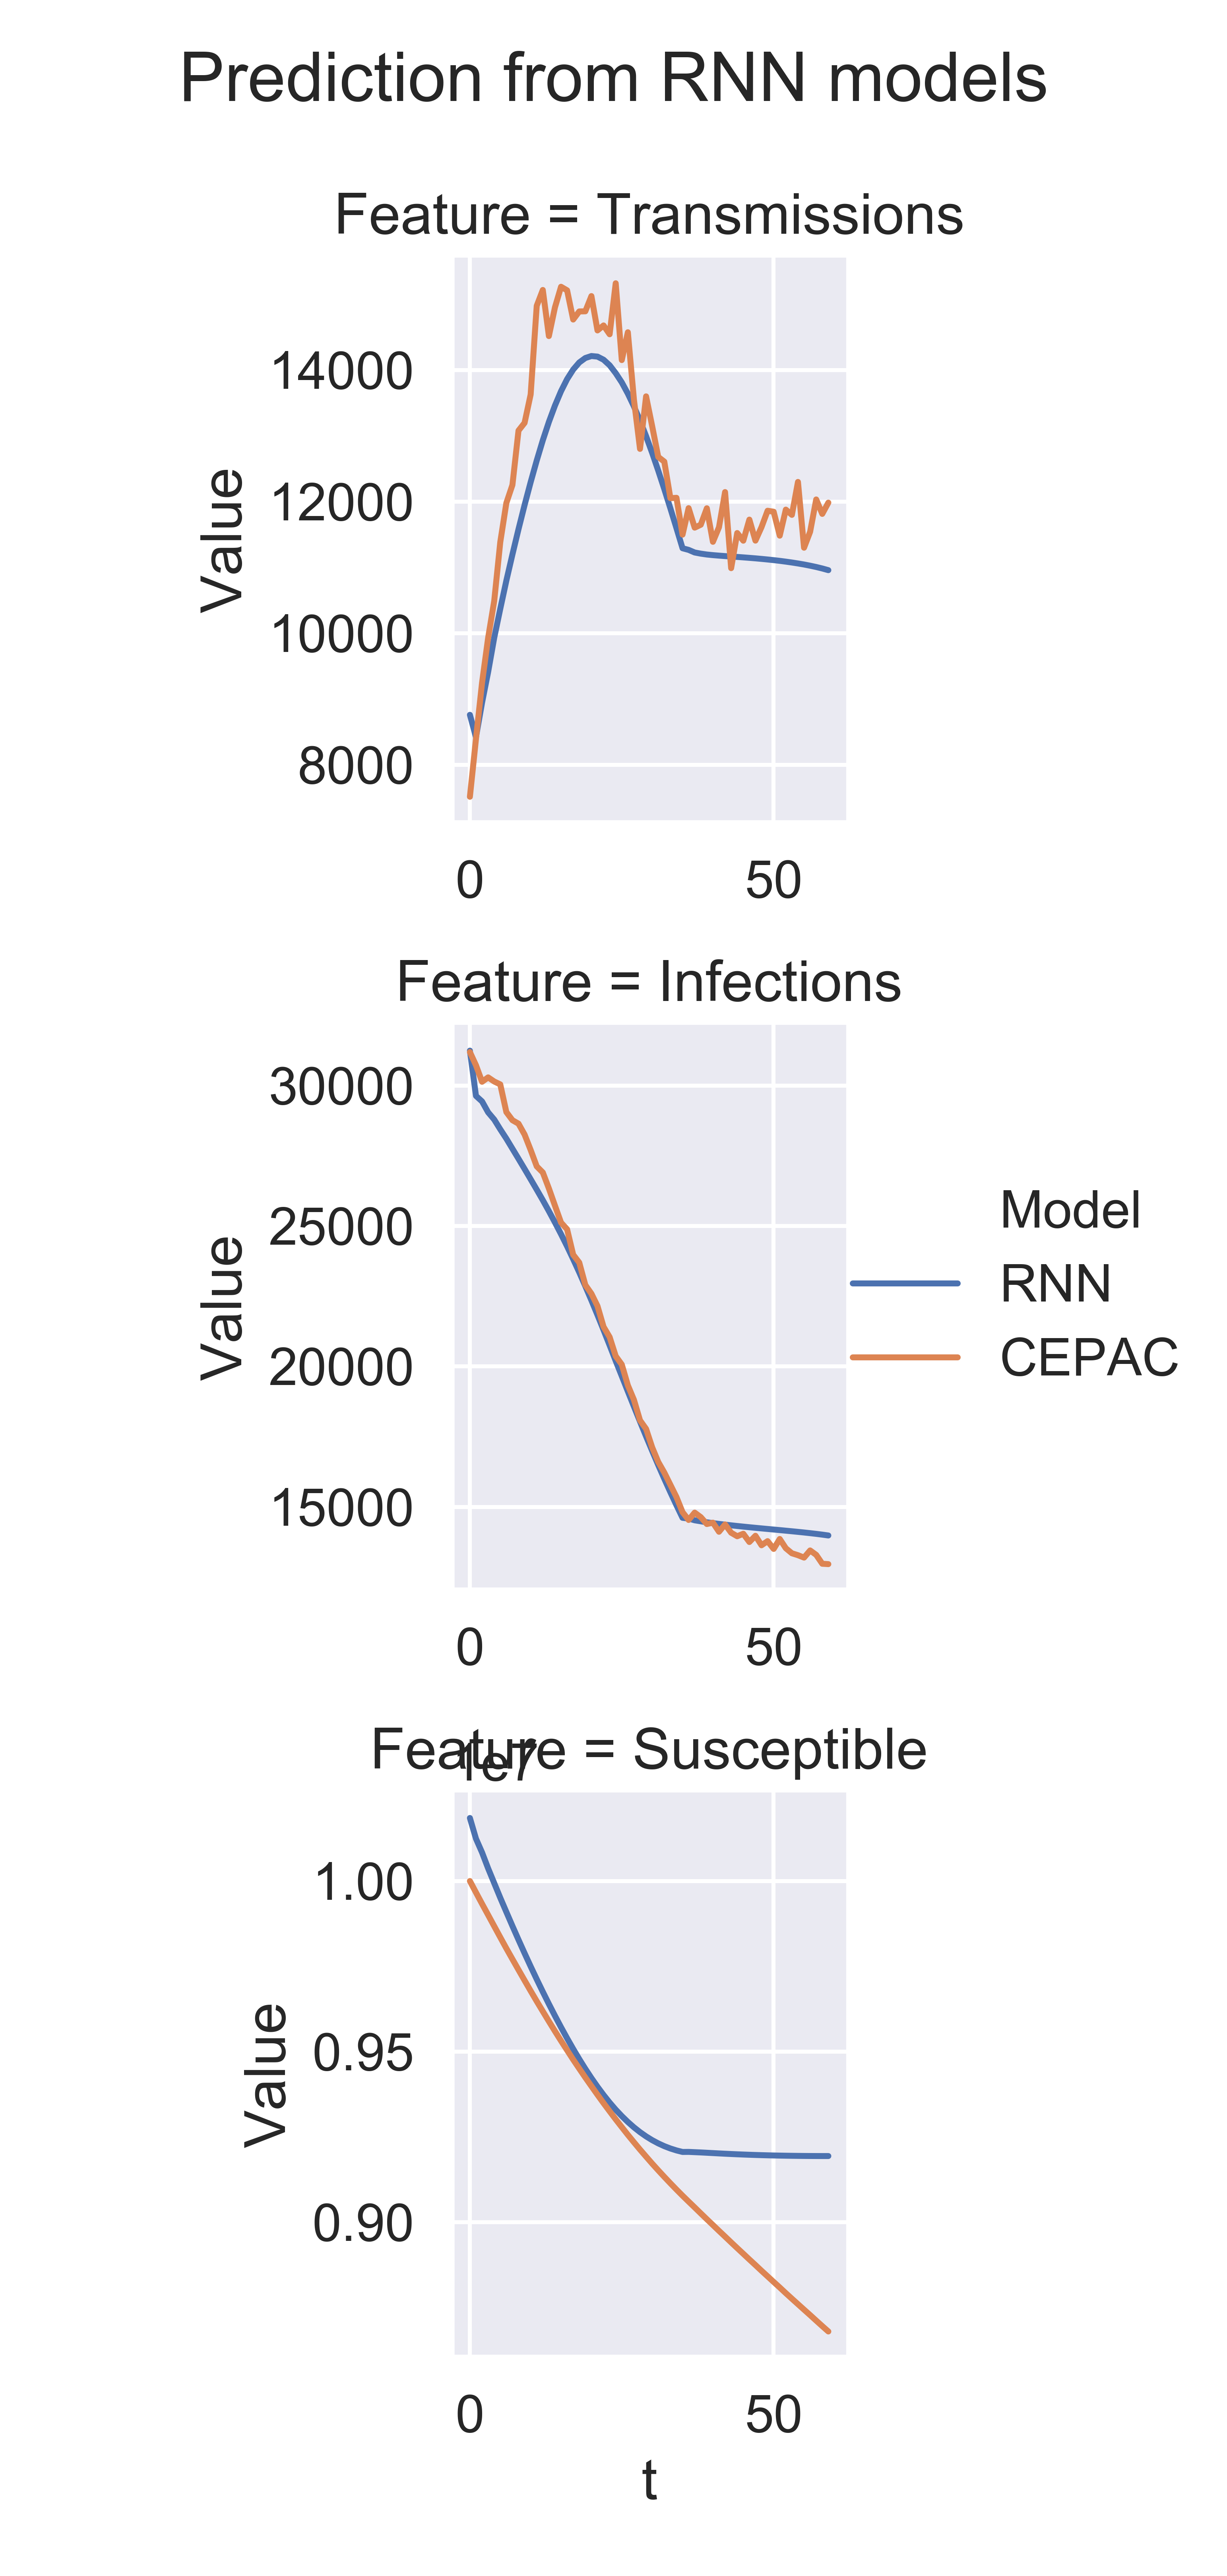 Prediction from RNN models
Feature = Transmissions
14000
12000
10000
8000
Value
0 50
Feature = Infections
30000
25000
20000
15000
Value
0 50
Model
RNN
CEPAC
Feature = Susceptible
1e7
1.00
0.95
0.90
Value
0 50
t